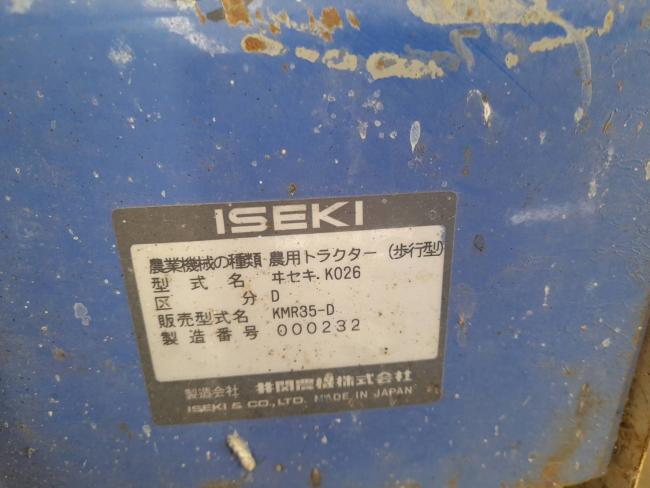 ISEKI
農業機械の種類 農用トラクター (歩行型)
型式名 ヰセキ.KO26
区分 D
販売型式名 KMR35-D
製造番号 000232
製造会社 井関農機株式会社
ISEKI & CO., LTD. MADE IN JAPAN